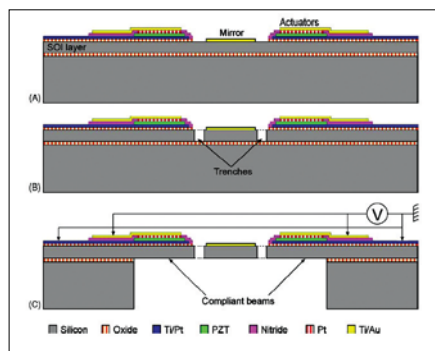 Actuators
Mirror
SOI layer
(A)
Trenches
(B)
V
Compliant beams
(C)
Silicon Oxide Ti/Pt PZT Nitride Pt Ti/Au